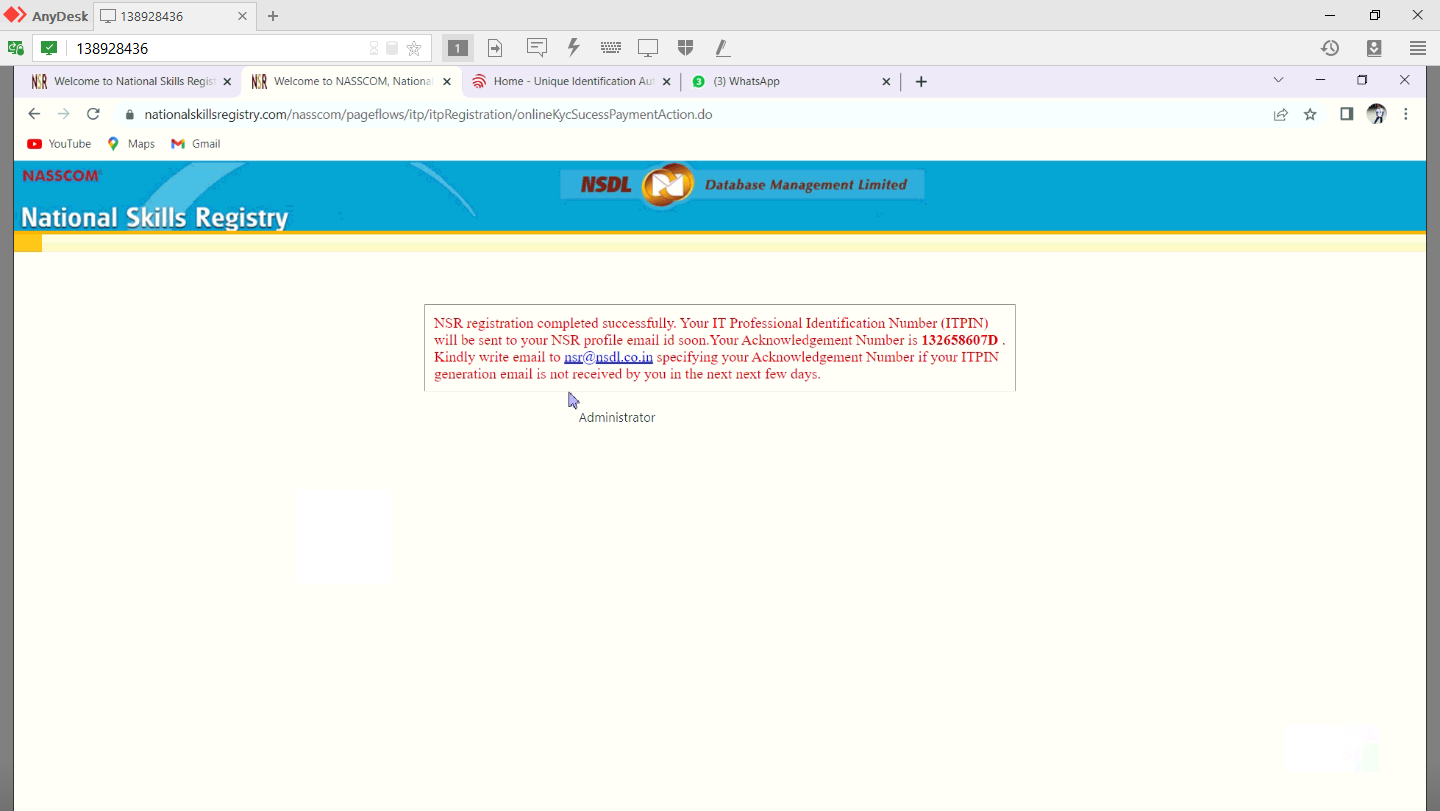 AnyDesk
138928436
138928436
1
Welcome to National Skills Regist
Welcome to NASSCOM, National
Home - Unique Identification Aut
3
(3) WhatsApp
nationalskillsregistry.com/nasscom/pageflows/itp/itpRegistration/onlineKycSucessPaymentAction.do
YouTube
Maps
Gmail
NASSCOM®
NSDL Database Management Limited
National Skills Registry
NSR registration completed successfully. Your IT Professional Identification Number (ITPIN)
will be sent to your NSR profile email id soon.Your Acknowledgement Number is 132658607D .
Kindly write email to nsr@nsdl.co.in specifying your Acknowledgement Number if your ITPIN
generation email is not received by you in the next next few days.
Administrator